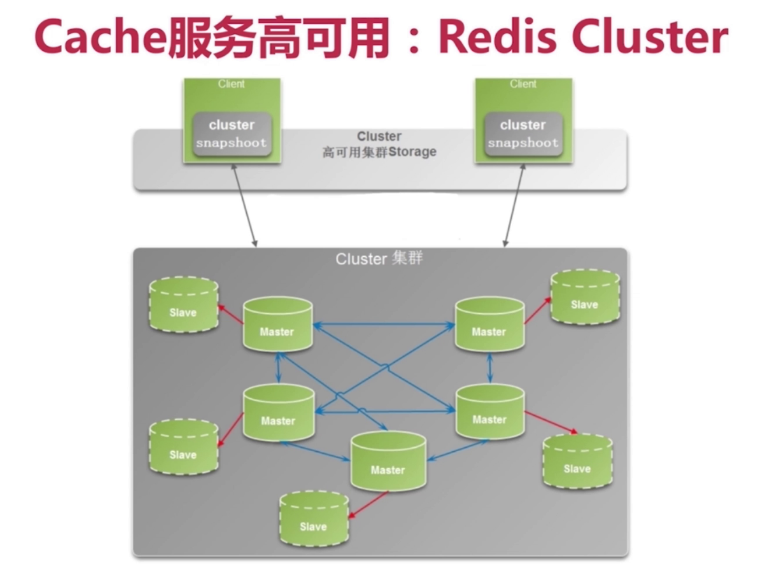 Cache服务高可用：Redis Cluster
Client
cluster
snapshoot
Client
cluster
snapshoot
Cluster
高可用集群Storage
Cluster 集群
Slave
Master
Master
Slave
Slave
Master
Master
Slave
Master
Slave